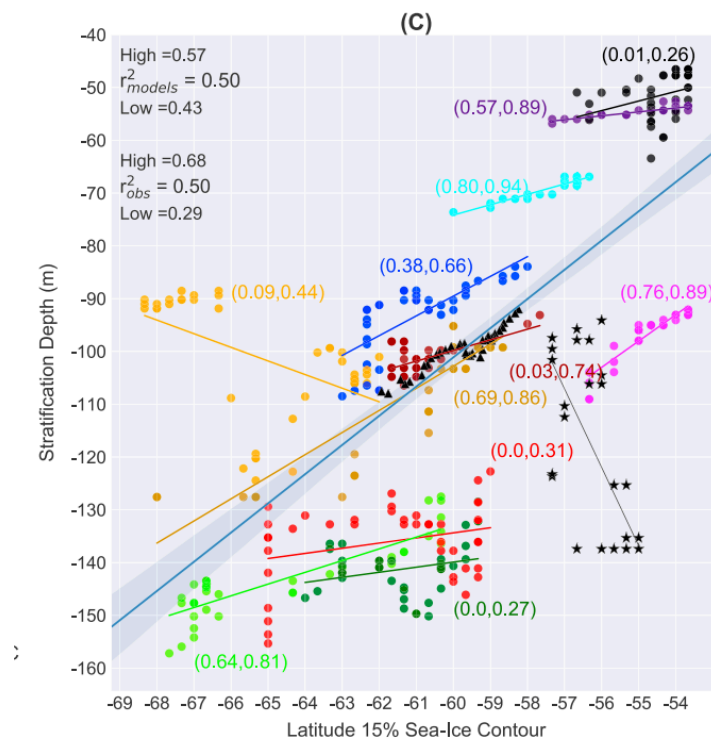 (C)
High =0.57
r²models = 0.50
Low =0.43
High =0.68
r²obs = 0.50
Low =0.29
(0.01,0.26)
(0.57,0.89)
(0.80,0.94)
(0.38,0.66)
(0.09,0.44)
(0.76,0.89)
(0.03,0.74)
(0.69,0.86)
(0.0,0.31)
(0.0,0.27)
(0.64,0.81)
Stratification Depth (m)
-40
-50
-60
-70
-80
-90
-100
-110
-120
-130
-140
-150
-160
-69 -68 -67 -66 -65 -64 -63 -62 -61 -60 -59 -58 -57 -56 -55 -54
Latitude 15% Sea-Ice Contour